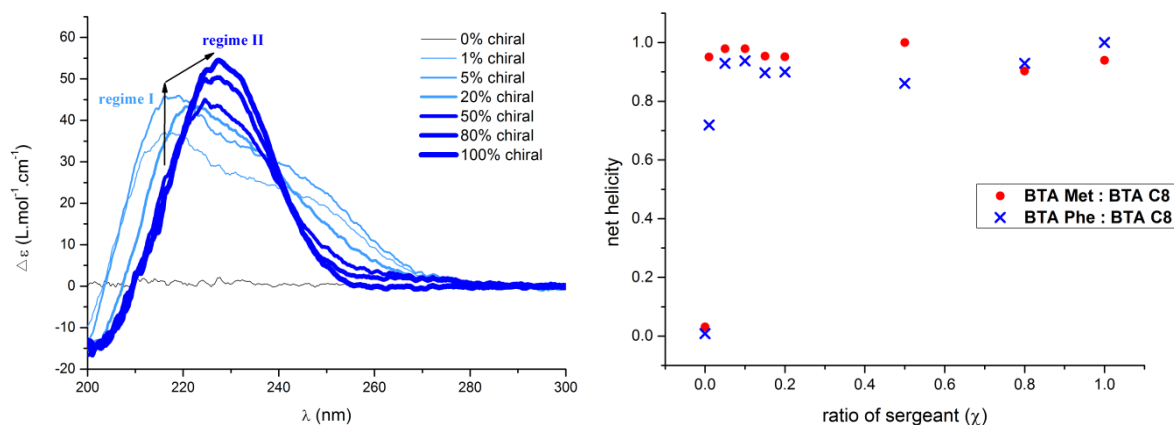 60
50
40
30
20
10
0
-10
-20
200
220
240
260
280
300
λ (nm)
△ε (L.mol⁻¹.cm⁻¹)
regime I
regime II
0% chiral
1% chiral
5% chiral
20% chiral
50% chiral
80% chiral
100% chiral
1.0
0.8
0.6
0.4
0.2
0.0
0.0
0.2
0.4
0.6
0.8
1.0
ratio of sergeant (χ)
net helicity
BTA Met : BTA C8
BTA Phe : BTA C8